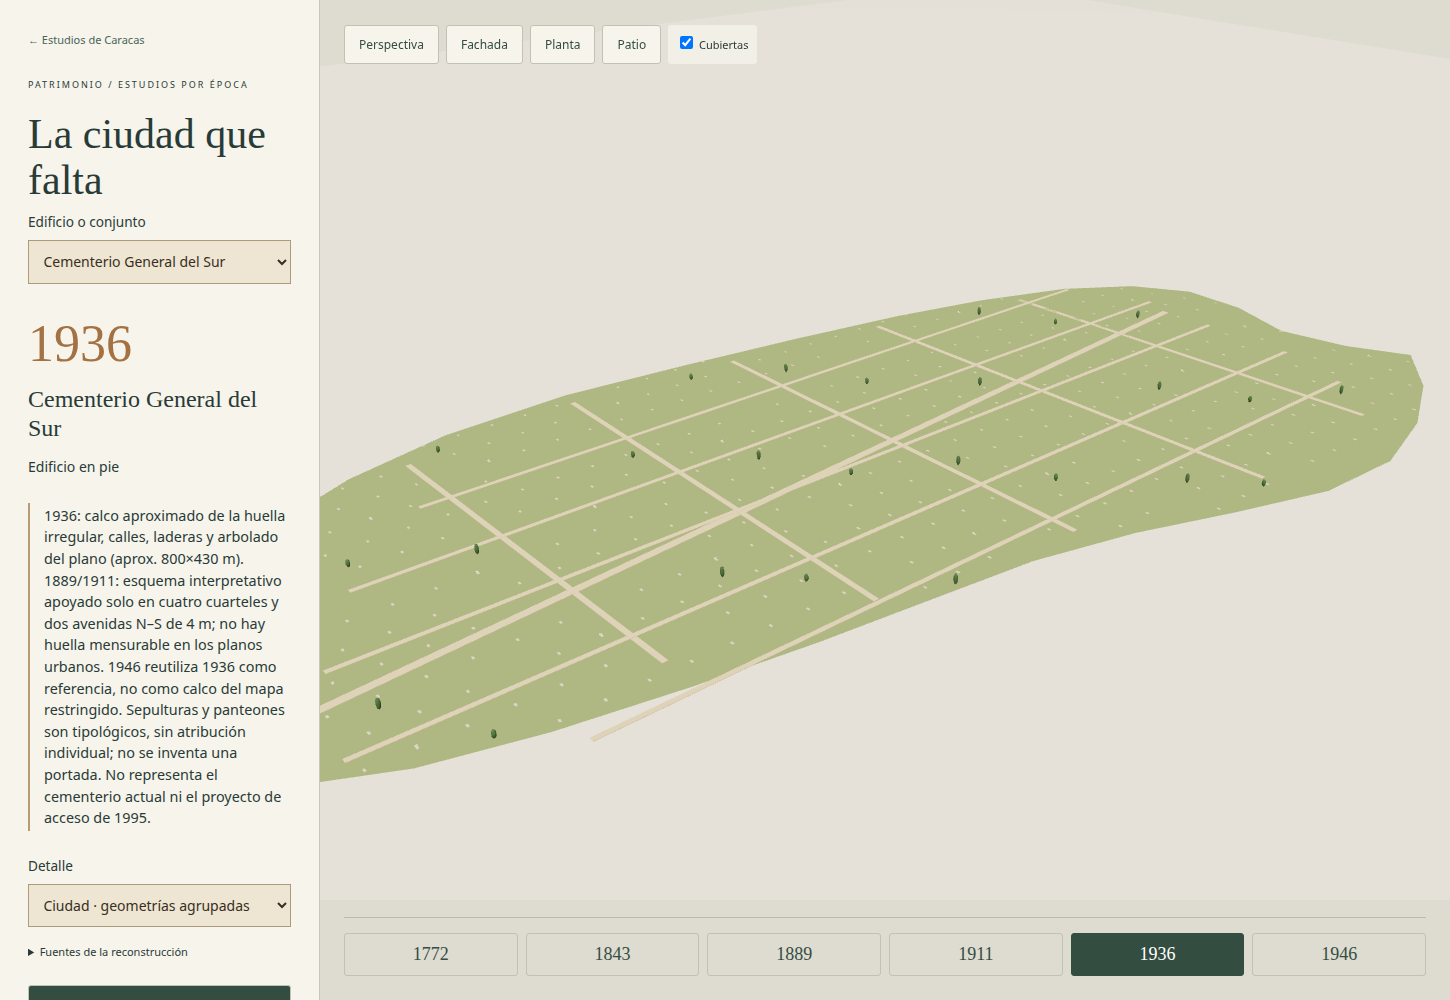 ← Estudios de Caracas
PATRIMONIO / ESTUDIOS POR ÉPOCA
La ciudad que
falta
Edificio o conjunto
Cementerio General del Sur
1936
Cementerio General del
Sur
Edificio en pie
1936: calco aproximado de la huella
irregular, calles, laderas y arbolado
del plano (aprox. 800×430 m).
1889/1911: esquema interpretativo
apoyado solo en cuatro cuarteles y
dos avenidas N–S de 4 m; no hay
huella mensurable en los planos
urbanos. 1946 reutiliza 1936 como
referencia, no como calco del mapa
restringido. Sepulturas y panteones
son tipológicos, sin atribución
individual; no se inventa una
portada. No representa el
cementerio actual ni el proyecto de
acceso de 1995.
Detalle
Ciudad · geometrías agrupadas
Fuentes de la reconstrucción
Perspectiva Fachada Planta Patio Cubiertas
1772 1843 1889 1911 1936 1946